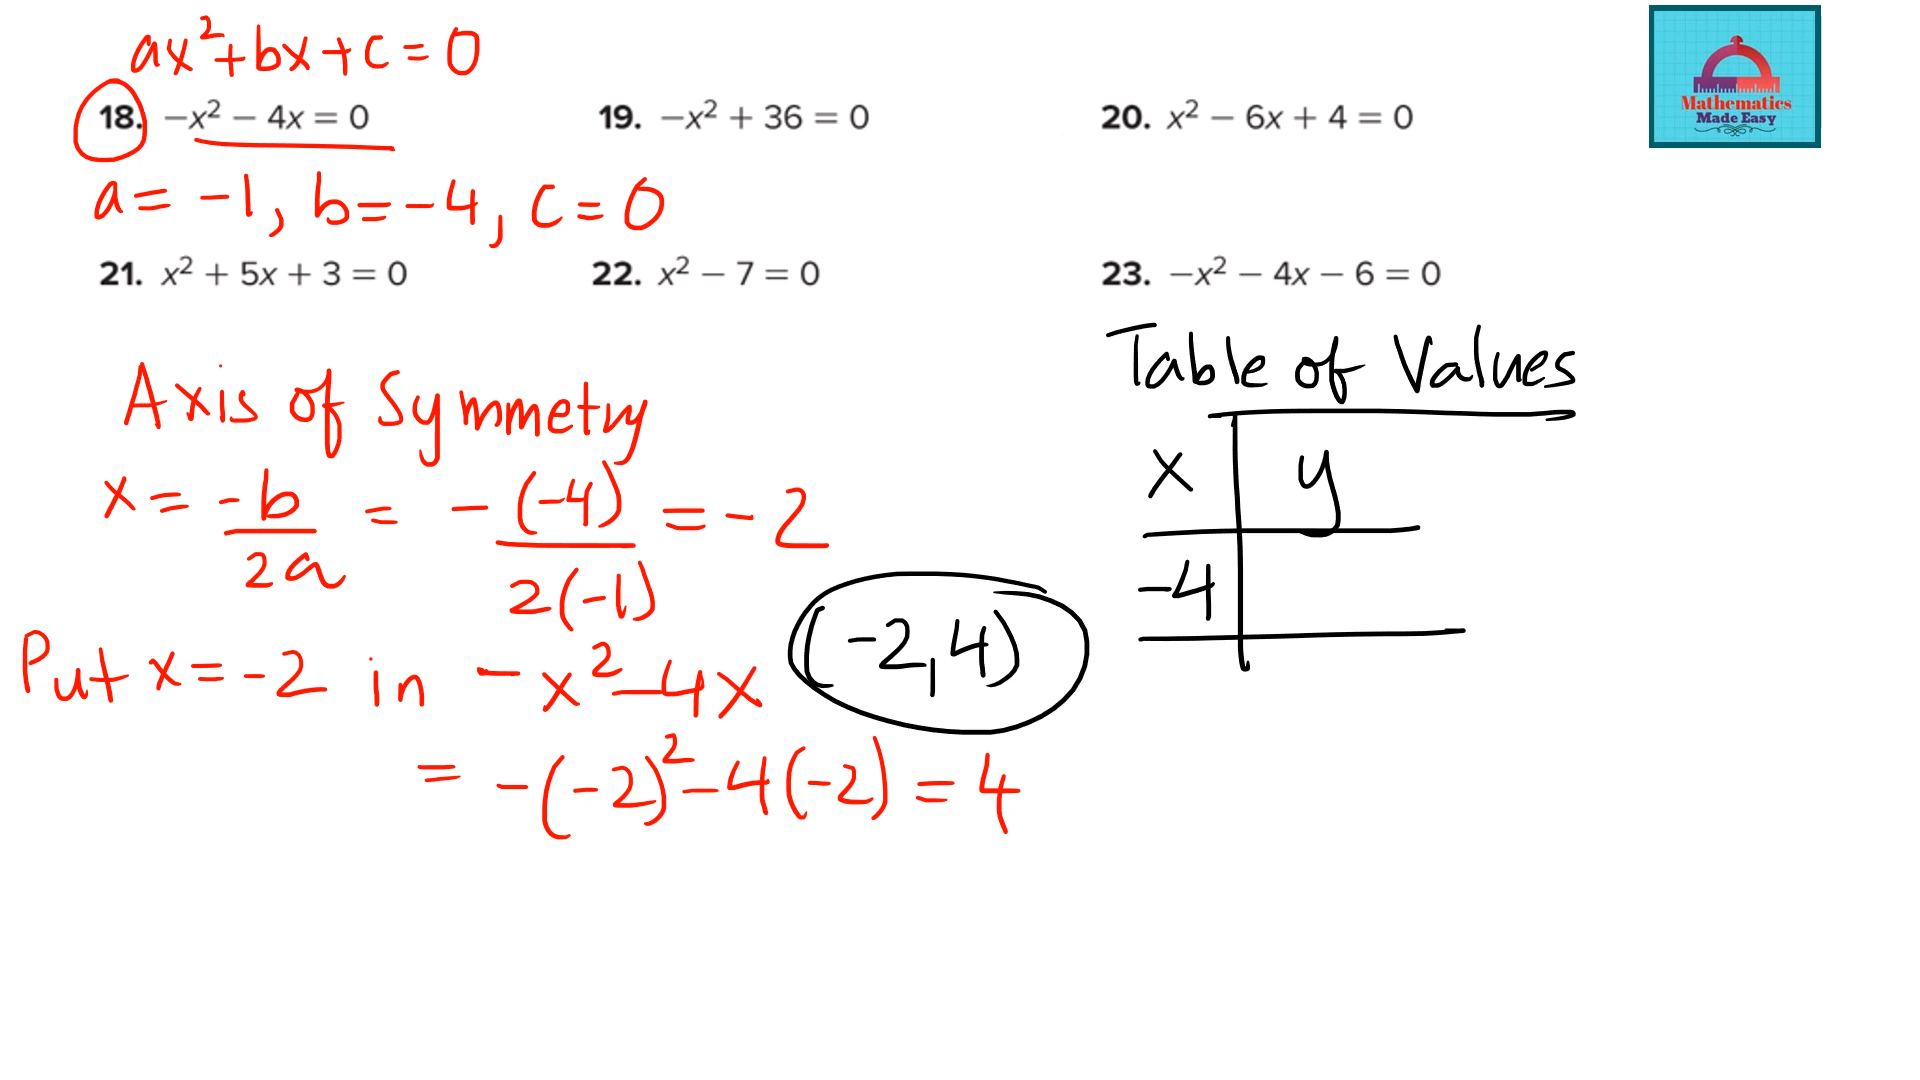 ax²+bx+c=0
18. −x² − 4x = 0
19. −x² + 36 = 0
20. x² − 6x + 4 = 0
Mathematics
Made Easy
a= -1, b=-4, c=0
21. x² + 5x + 3 = 0
22. x² − 7 = 0
23. −x² − 4x − 6 = 0
Axis of Symmetry
x = -b/2a = -(-4)/2(-1) = -2
Put x=-2 in -x²-4x
= -(-2)²-4(-2) = 4
(-2,4)
Table of Values
x y
-4